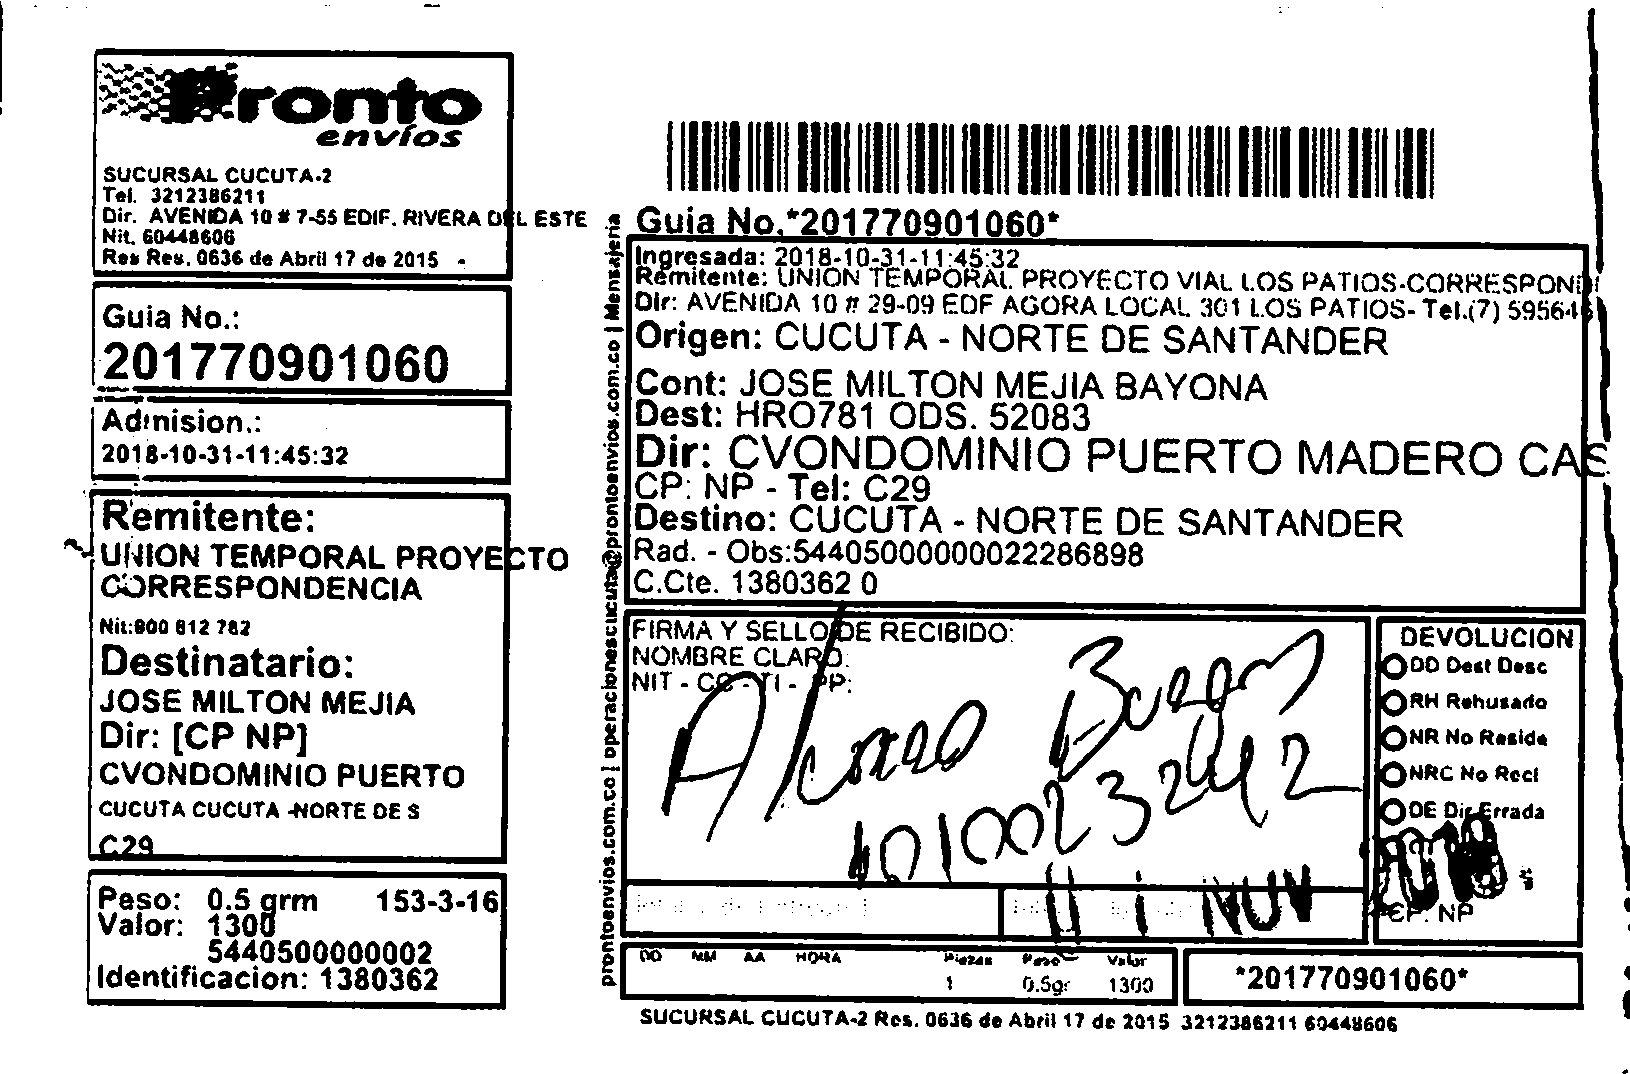 Pronto
envíos
SUCURSAL CUCUTA-2
Tel. 3212386211
Dir. AVENIDA 10 # 7-55 EDIF. RIVERA DEL ESTE
Nit. 60448606
Res Res. 0636 de Abril 17 de 2015 -
Guia No.:
201770901060
Admision.:
2018-10-31-11:45:32
Remitente:
UNION TEMPORAL PROYECTO
CORRESPONDENCIA
Nit:800 812 782
Destinatario:
JOSE MILTON MEJIA
Dir: [CP NP]
CVONDOMINIO PUERTO
CUCUTA CUCUTA -NORTE DE S
C29
Peso: 0.5 grm 153-3-16
Valor: 1300
5440500000002
Identificacion: 1380362
prontoenvios.com.co | operacionescucuta@prontoenvios.com.co | Mensajeria
Guia No.*201770901060*
Ingresada: 2018-10-31-11:45:32
Remitente: UNION TEMPORAL PROYECTO VIAL LOS PATIOS-CORRESPONDI
Dir: AVENIDA 10 # 29-09 EDF AGORA LOCAL 301 LOS PATIOS- Tel.(7) 59564
Origen: CUCUTA - NORTE DE SANTANDER
Cont: JOSE MILTON MEJIA BAYONA
Dest: HRO781 ODS. 52083
Dir: CVONDOMINIO PUERTO MADERO CAS
CP: NP - Tel: C29
Destino: CUCUTA - NORTE DE SANTANDER
Rad. - Obs:54405000000022286898
C.Cte. 1380362 0
FIRMA Y SELLO DE RECIBIDO:
NOMBRE CLARO:
NIT - CC - TI - PP:
1010023242
1 NOV
DEVOLUCION
DD Dest Desc
RH Rehusado
NR No Reside
NRC No Recl
DE Dir Errada
CP: NP
DD MM AA HORA Piezas Peso Valor
1 0.5gr 1300
*201770901060*
SUCURSAL CUCUTA-2 Res. 0636 de Abril 17 de 2015 3212386211 60448606